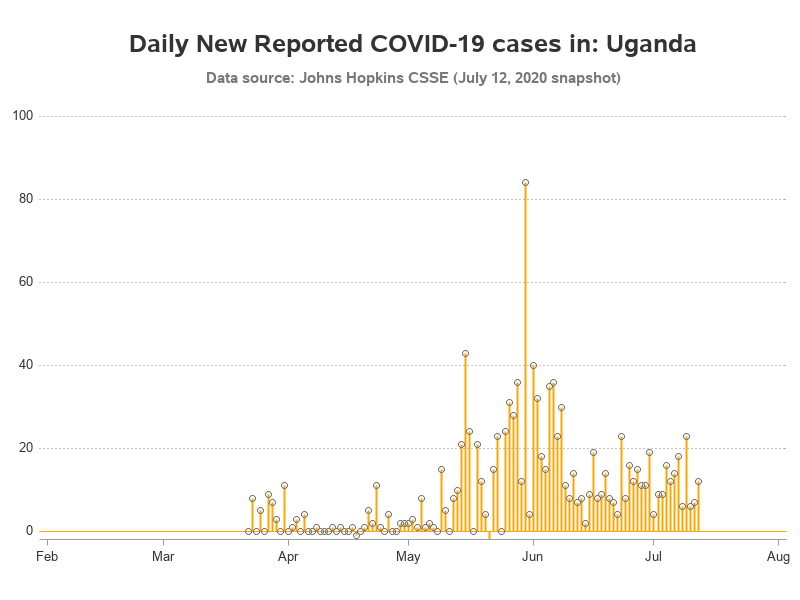 Daily New Reported COVID-19 cases in: Uganda
Data source: Johns Hopkins CSSE (July 12, 2020 snapshot)
100
80
60
40
20
0
Feb Mar Apr May Jun Jul Aug